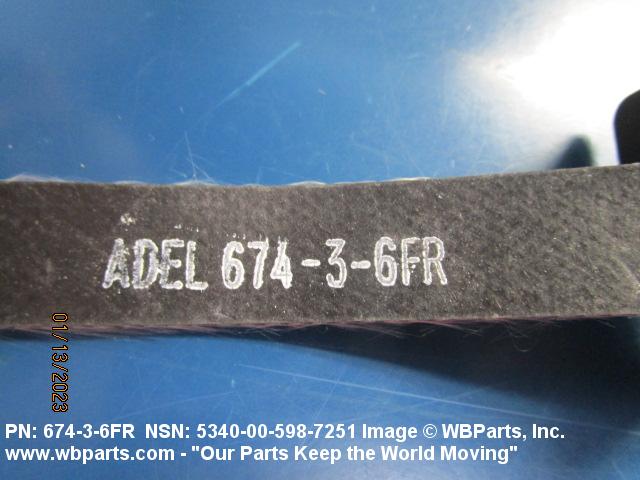 ADEL 674-3-6FR
01/13/2023
PN: 674-3-6FR NSN: 5340-00-598-7251 Image © WBParts, Inc.
www.wbparts.com - "Our Parts Keep the World Moving"